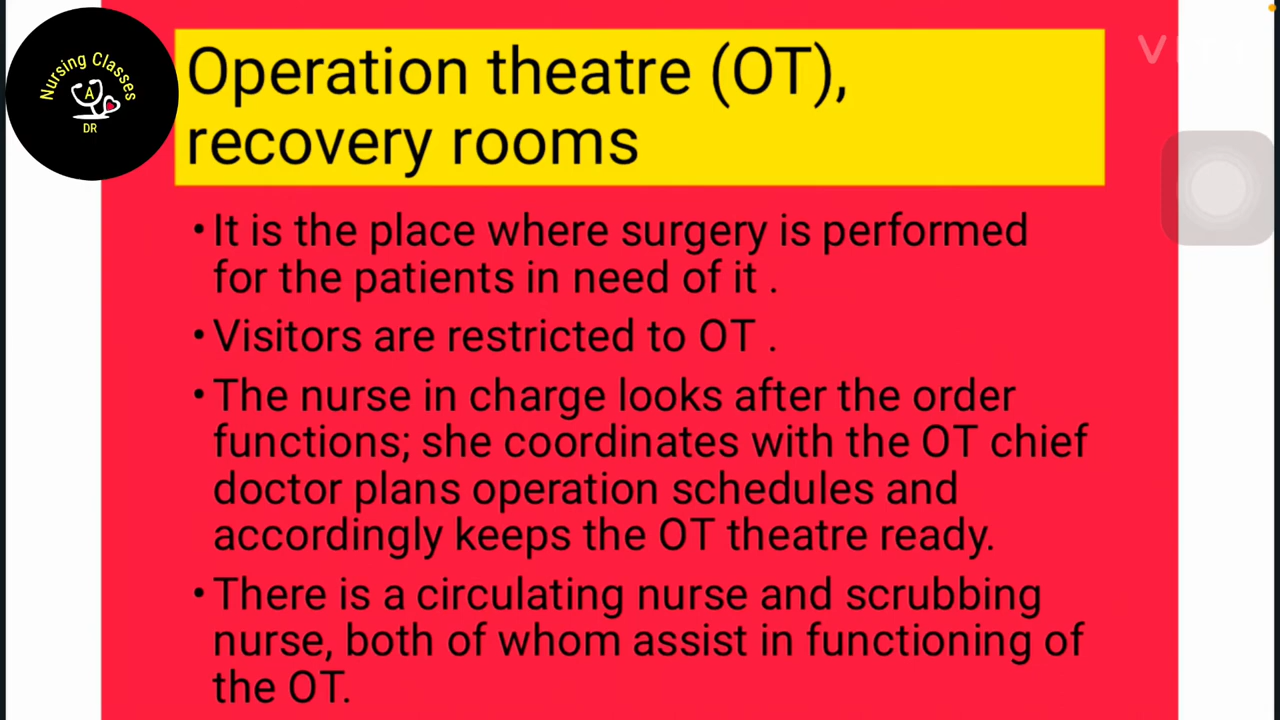 Nursing Classes
A
DR
Operation theatre (OT),
recovery rooms
•It is the place where surgery is performed
for the patients in need of it .
•Visitors are restricted to OT .
•The nurse in charge looks after the order
functions; she coordinates with the OT chief
doctor plans operation schedules and
accordingly keeps the OT theatre ready.
•There is a circulating nurse and scrubbing
nurse, both of whom assist in functioning of
the OT.